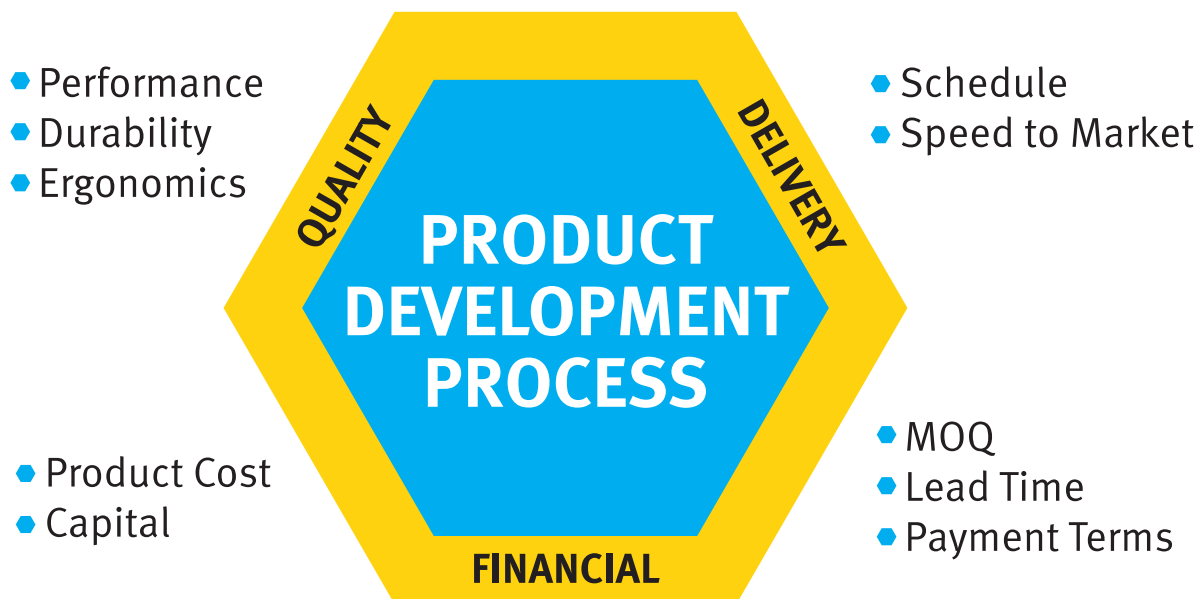 Performance
Durability
Ergonomics
QUALITY
DELIVERY
Schedule
Speed to Market
PRODUCT
DEVELOPMENT
PROCESS
Product Cost
Capital
MOQ
Lead Time
Payment Terms
FINANCIAL